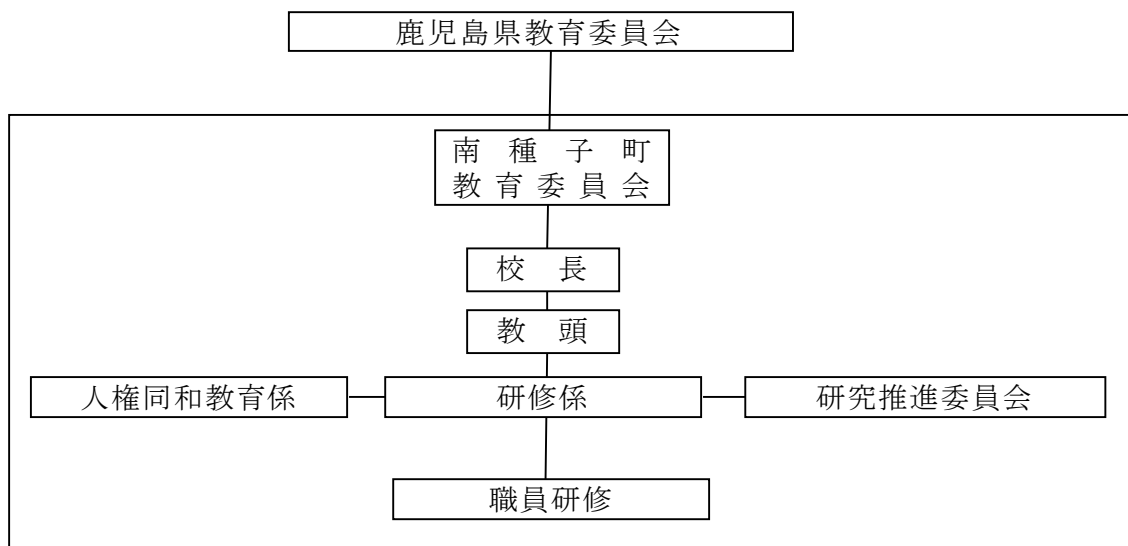 鹿児島県教育委員会
南種子町
教育委員会
校長
教頭
人権同和教育係
研修係
研究推進委員会
職員研修